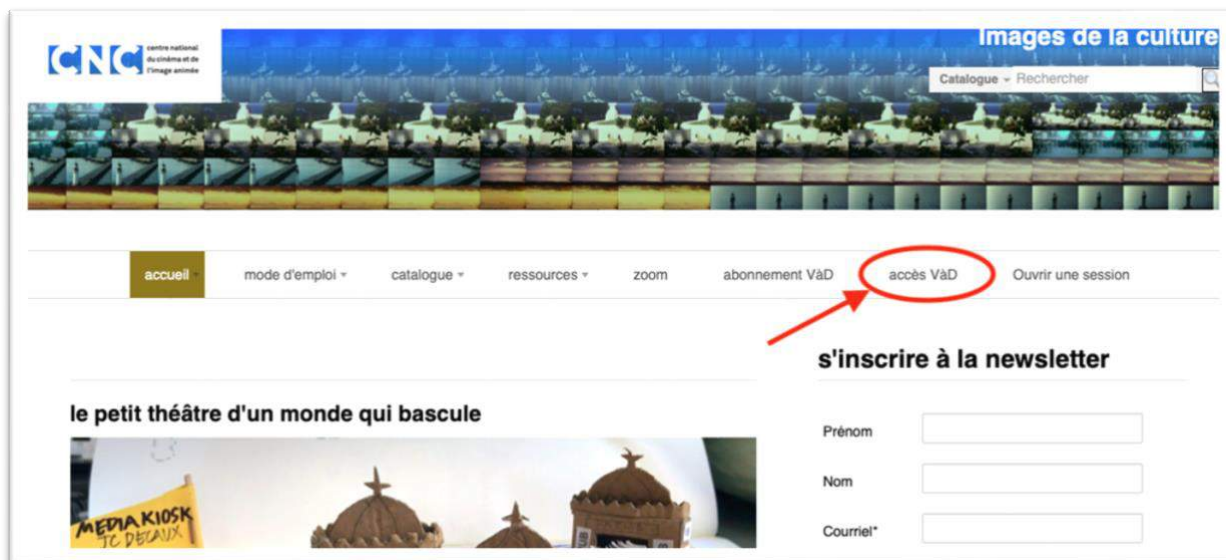 CNC
centre national
du cinéma et de
l'image animée
Images de la culture
Catalogue Rechercher
accueil mode d'emploi catalogue ressources zoom abonnement VàD accès VàD Ouvrir une session
s'inscrire à la newsletter
le petit théâtre d'un monde qui bascule
Prénom
Nom
Courriel*
MEDIA KIOSK
JC DECAUX